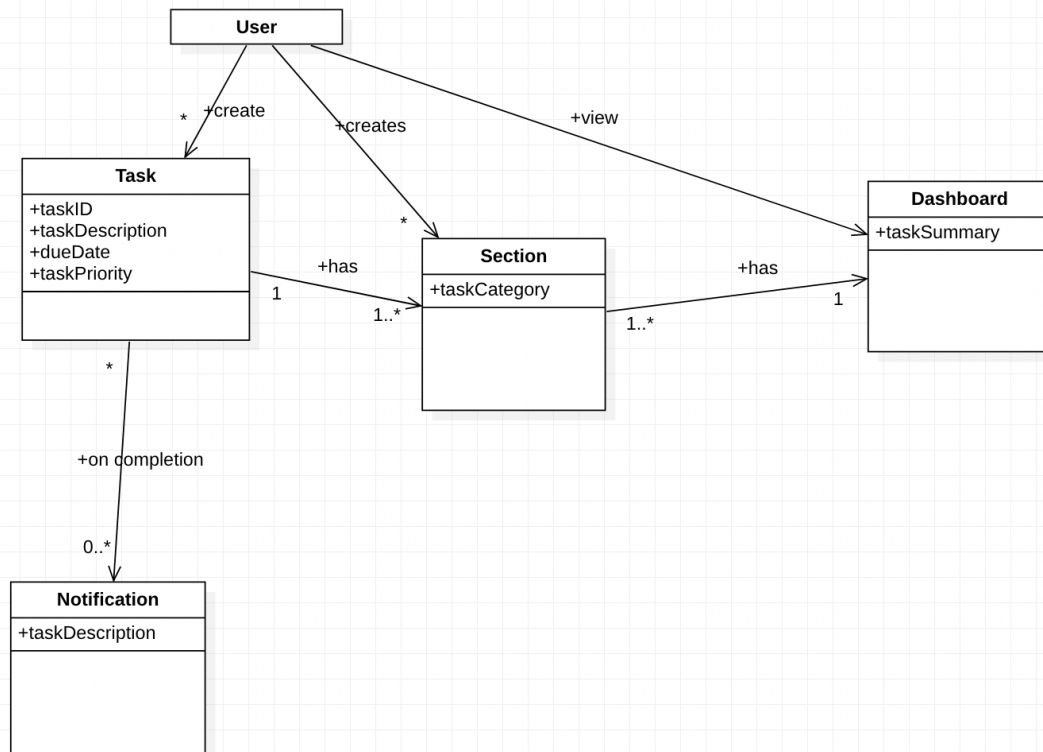 User
+create
*
+creates
*
+view
Task
+taskID
+taskDescription
+dueDate
+taskPriority
Section
+taskCategory
Dashboard
+taskSummary
+has
1
1..*
+has
1..*
1
*
+on completion
0..*
Notification
+taskDescription